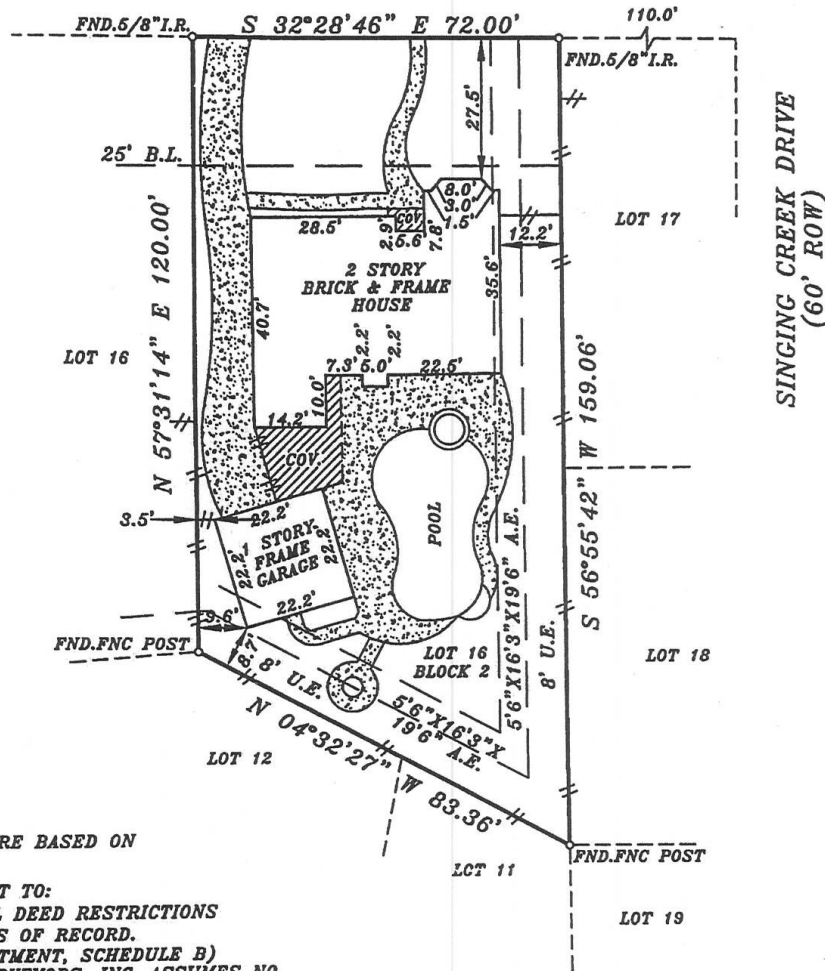 S 32°28'46" E 72.00'
110.0'
FND.5/8"I.R.
FND.5/8"I.R.
27.5'
25' B.L.
SINGING CREEK DRIVE
(60' ROW)
LOT 17
8.0'
3.0'
1.5'
COV
28.5'
2.9'
5.6'
7.8'
12.2'
2 STORY
BRICK & FRAME
HOUSE
35.6'
40.7'
LOT 16
N 57°31'14" E 120.00'
S 56°55'42" W 159.06'
7.3'
2.2'
5.0'
2.2'
22.5'
10.0'
14.2'
COV
POOL
3.5'
22.2'
STORY
FRAME
GARAGE
22.2'
22.2'
22.2'
9.6'
5'6"X16'3"X19'6" A.E.
8' U.E.
FND.FNC POST
8.7'
8' U.E.
LOT 16
BLOCK 2
LOT 18
5'6"X16'3"X
19'6" A.E.
N 04°32'27" W 83.36'
LOT 12
LOT 11
FND.FNC POST
LOT 19
RE BASED ON
T TO:
DEED RESTRICTIONS
S OF RECORD.
TMENT, SCHEDULE B)
INC. ASSUMES NO